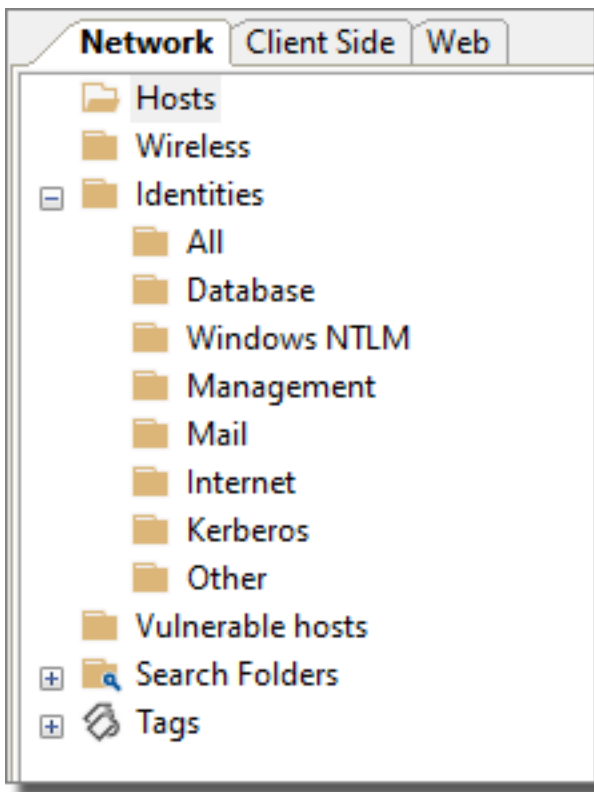 Network Client Side Web
Hosts
Wireless
Identities
All
Database
Windows NTLM
Management
Mail
Internet
Kerberos
Other
Vulnerable hosts
Search Folders
Tags